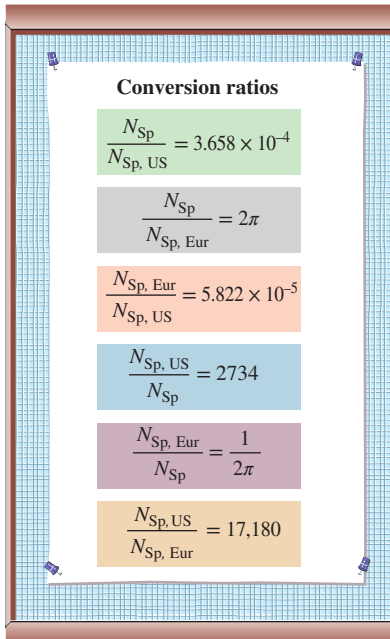 Conversion ratios
N_Sp / N_Sp, US = 3.658 × 10⁻⁴
N_Sp / N_Sp, Eur = 2π
N_Sp, Eur / N_Sp, US = 5.822 × 10⁻⁵
N_Sp, US / N_Sp = 2734
N_Sp, Eur / N_Sp = 1 / 2π
N_Sp, US / N_Sp, Eur = 17,180